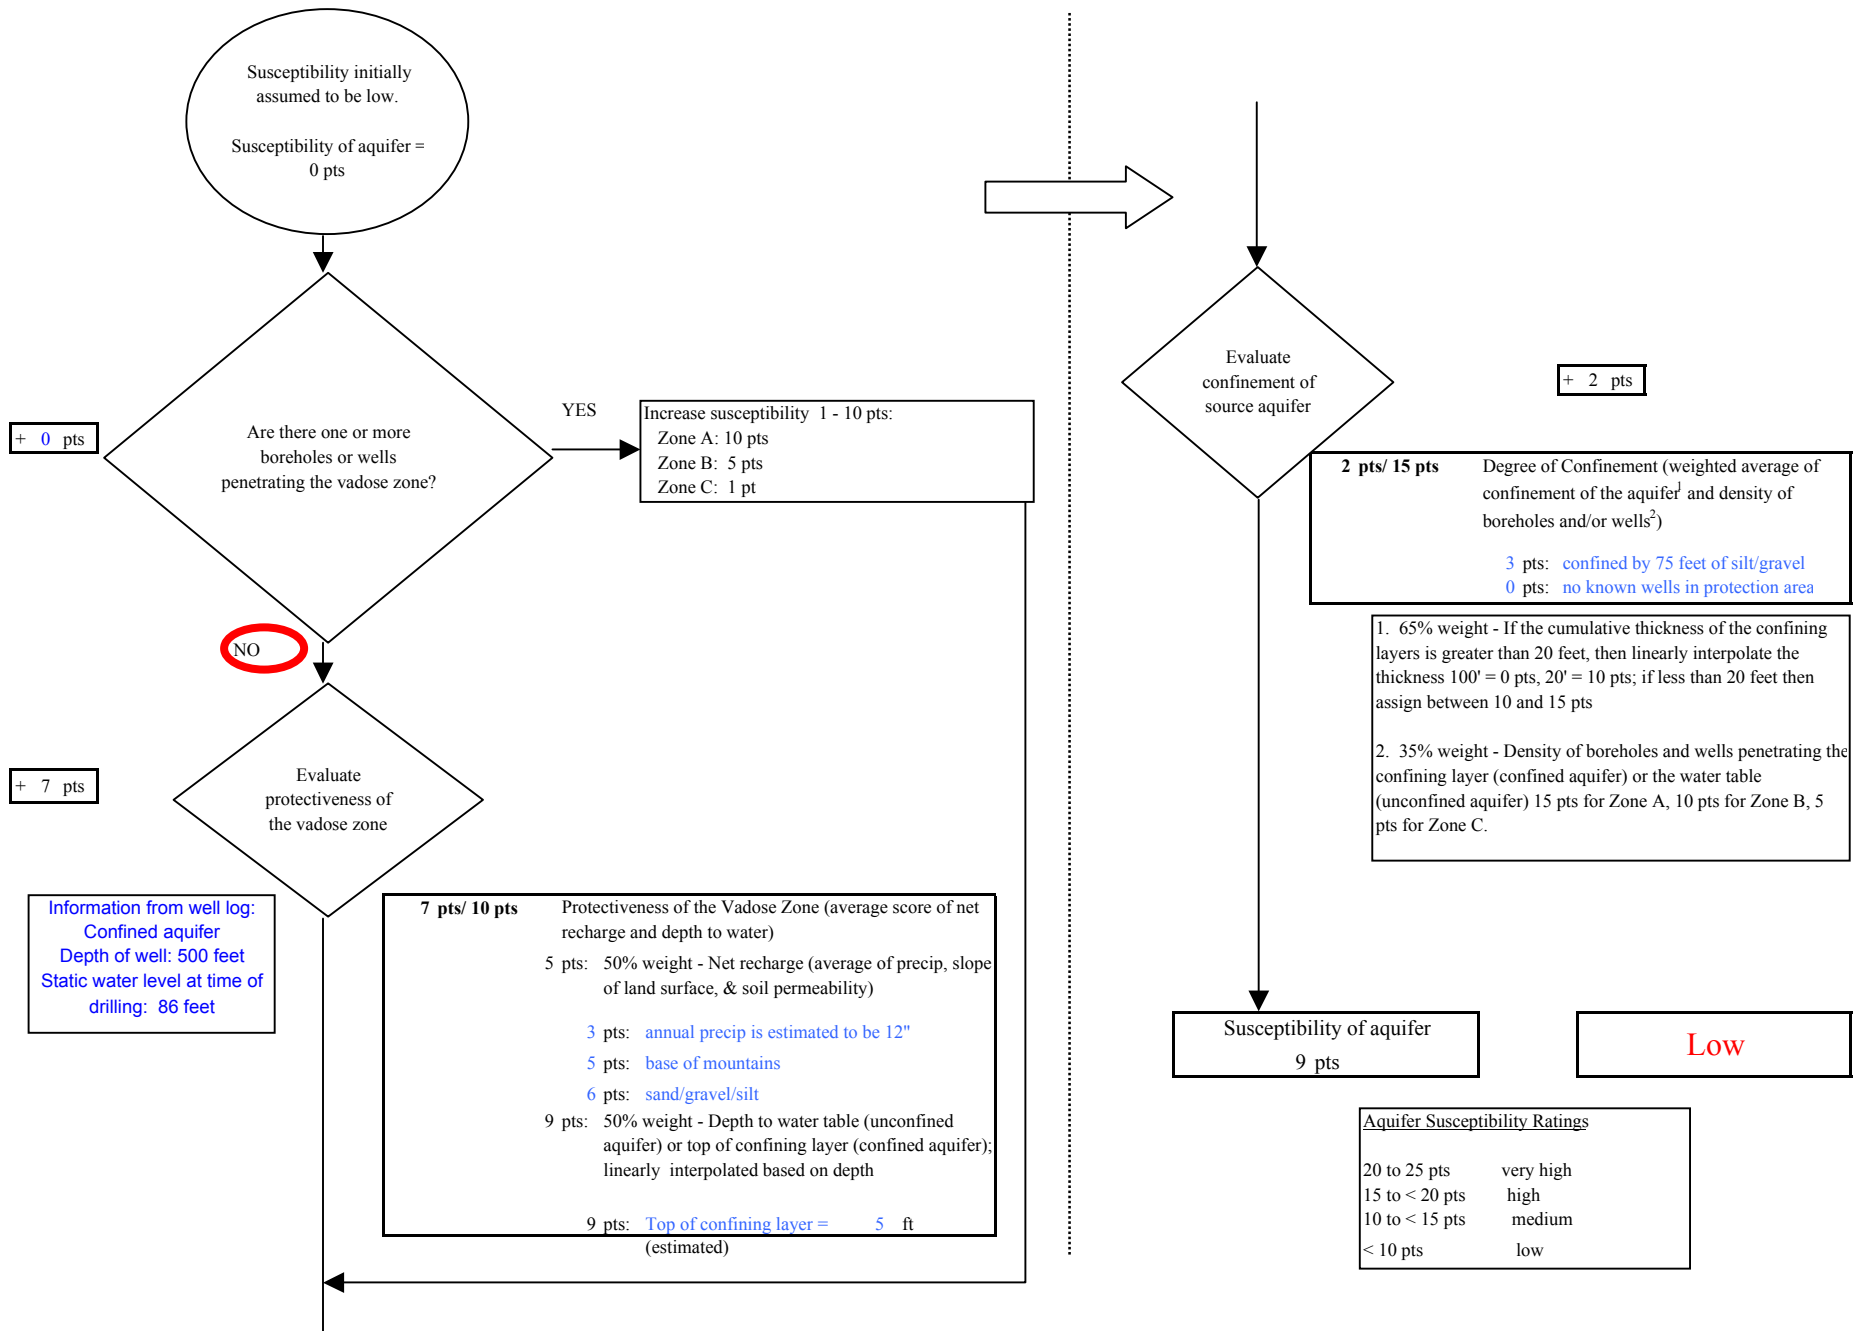 Susceptibility initially
assumed to be low.
Susceptibility of aquifer =
0 pts
+ 0 pts
Are there one or more
boreholes or wells
penetrating the vadose zone?
YES
Increase susceptibility 1 - 10 pts:
Zone A: 10 pts
Zone B: 5 pts
Zone C: 1 pt
NO
+ 7 pts
Evaluate
protectiveness of
the vadose zone
Information from well log:
Confined aquifer
Depth of well: 500 feet
Static water level at time of
drilling: 86 feet
7 pts/ 10 pts Protectiveness of the Vadose Zone (average score of net
recharge and depth to water)
5 pts: 50% weight - Net recharge (average of precip, slope
of land surface, & soil permeability)
3 pts: annual precip is estimated to be 12"
5 pts: base of mountains
6 pts: sand/gravel/silt
9 pts: 50% weight - Depth to water table (unconfined
aquifer) or top of confining layer (confined aquifer);
linearly interpolated based on depth
9 pts: Top of confining layer = 5 ft
(estimated)
Evaluate
confinement of
source aquifer
+ 2 pts
2 pts/ 15 pts Degree of Confinement (weighted average of
confinement of the aquifer1 and density of
boreholes and/or wells2)
3 pts: confined by 75 feet of silt/gravel
0 pts: no known wells in protection area
1. 65% weight - If the cumulative thickness of the confining
layers is greater than 20 feet, then linearly interpolate the
thickness 100' = 0 pts, 20' = 10 pts; if less than 20 feet then
assign between 10 and 15 pts
2. 35% weight - Density of boreholes and wells penetrating the
confining layer (confined aquifer) or the water table
(unconfined aquifer) 15 pts for Zone A, 10 pts for Zone B, 5
pts for Zone C.
Susceptibility of aquifer
9 pts
Low
Aquifer Susceptibility Ratings
20 to 25 pts very high
15 to < 20 pts high
10 to < 15 pts medium
< 10 pts low